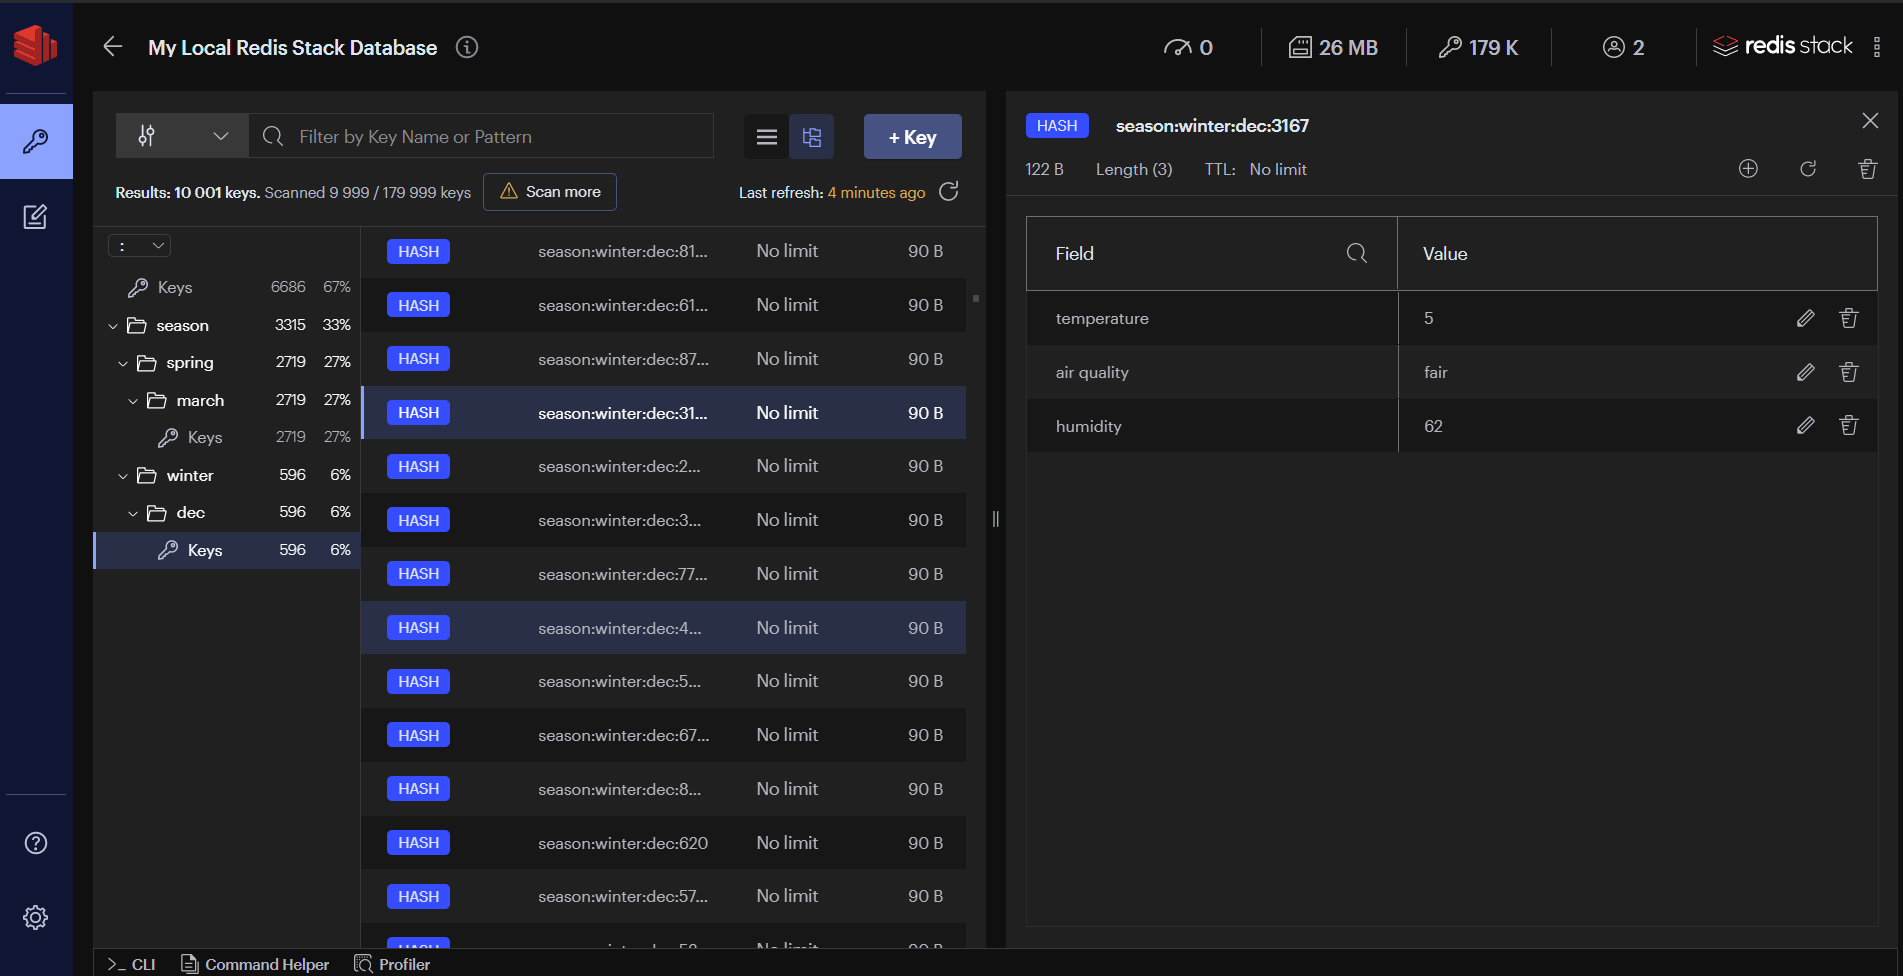 My Local Redis Stack Database
0
26 MB
179 K
2
redis stack
Filter by Key Name or Pattern
+ Key
Results: 10 001 keys. Scanned 9 999 / 179 999 keys
Scan more
Last refresh: 4 minutes ago
:
Keys 6686 67%
season 3315 33%
spring 2719 27%
march 2719 27%
Keys 2719 27%
winter 596 6%
dec 596 6%
Keys 596 6%
HASH season:winter:dec:81... No limit 90 B
HASH season:winter:dec:61... No limit 90 B
HASH season:winter:dec:87... No limit 90 B
HASH season:winter:dec:31... No limit 90 B
HASH season:winter:dec:2... No limit 90 B
HASH season:winter:dec:3... No limit 90 B
HASH season:winter:dec:77... No limit 90 B
HASH season:winter:dec:4... No limit 90 B
HASH season:winter:dec:5... No limit 90 B
HASH season:winter:dec:67... No limit 90 B
HASH season:winter:dec:8... No limit 90 B
HASH season:winter:dec:620 No limit 90 B
HASH season:winter:dec:57... No limit 90 B
HASH No limit 90 B
HASH season:winter:dec:3167
122 B Length (3) TTL: No limit
Field Value
temperature 5
air quality fair
humidity 62
>_ CLI
Command Helper
Profiler